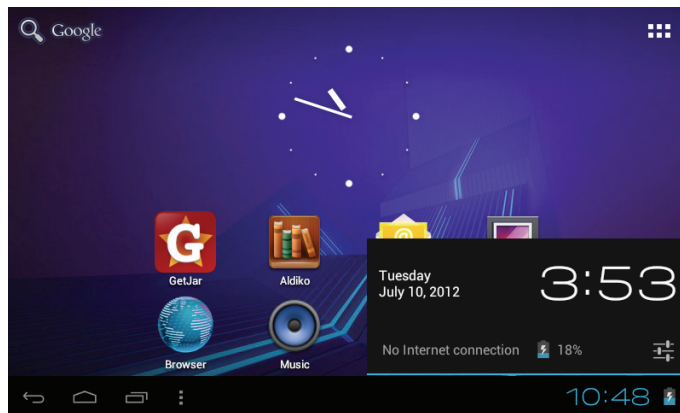 Google
GetJar
Aldiko
Tuesday
July 10, 2012
3:53
No Internet connection 18%
Browser
Music
10:48